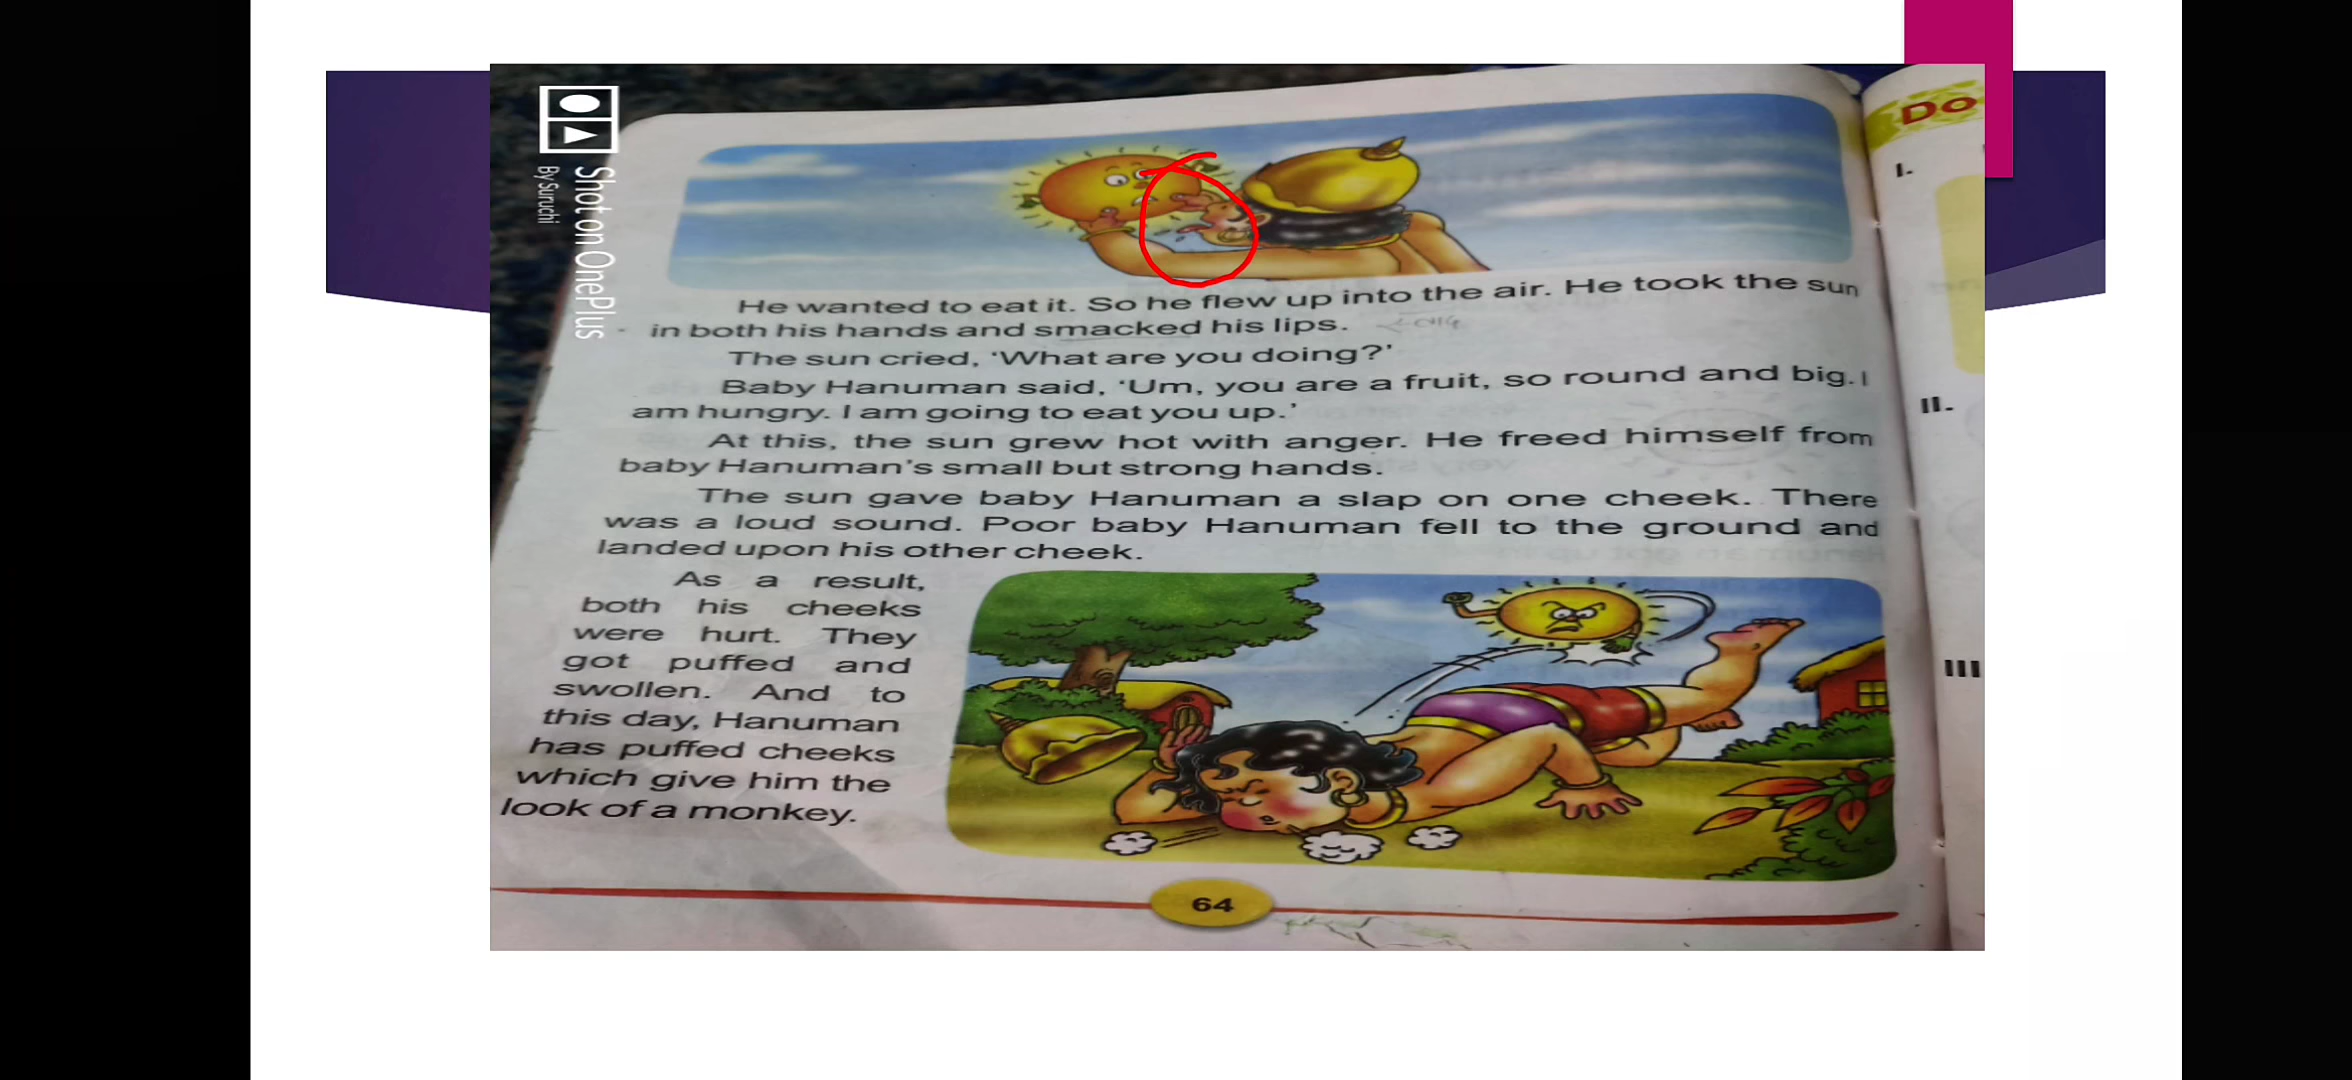 Shot on OnePlus
By Suruchi
He wanted to eat it. So he flew up into the air. He took the sun
in both his hands and smacked his lips.
The sun cried, ‘What are you doing?’
Baby Hanuman said, ‘Um, you are a fruit, so round and big. I
am hungry. I am going to eat you up.’
At this, the sun grew hot with anger. He freed himself from
baby Hanuman’s small but strong hands.
The sun gave baby Hanuman a slap on one cheek. There
was a loud sound. Poor baby Hanuman fell to the ground and
landed upon his other cheek.
As a result,
both his cheeks
were hurt. They
got puffed and
swollen. And to
this day, Hanuman
has puffed cheeks
which give him the
look of a monkey.
64
Do
I.
II.
III